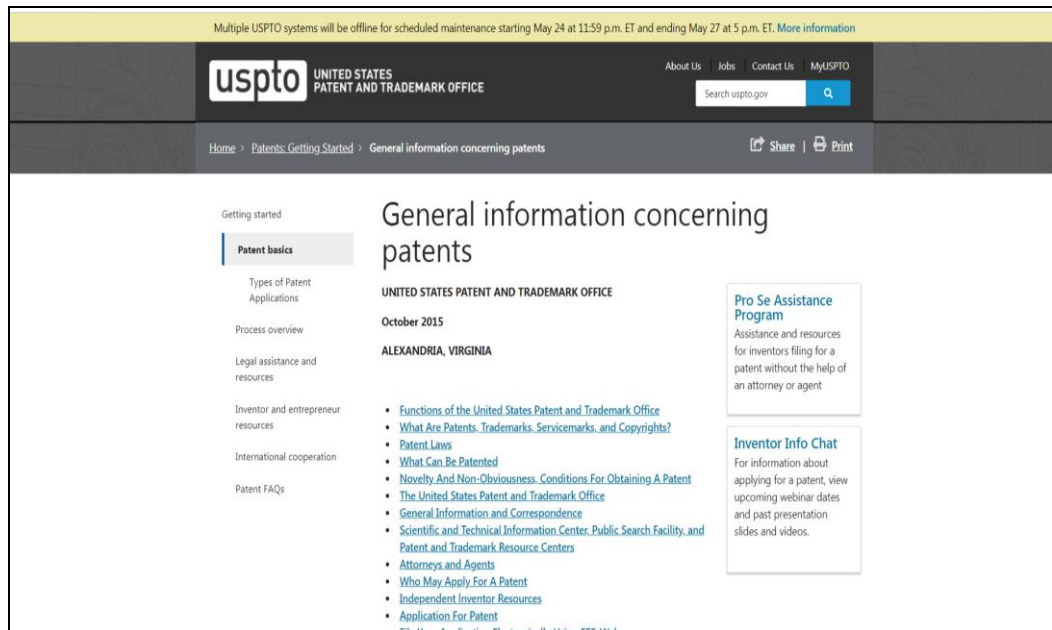 Multiple USPTO systems will be offline for scheduled maintenance starting May 24 at 11:59 p.m. ET and ending May 27 at 5 p.m. ET. More information
About Us Jobs Contact Us MyUSPTO
uspto UNITED STATES
PATENT AND TRADEMARK OFFICE
Search uspto.gov
Home > Patents: Getting Started > General information concerning patents
Share | Print
Getting started
Patent basics
Types of Patent
Applications
Process overview
Legal assistance and
resources
Inventor and entrepreneur
resources
International cooperation
Patent FAQs
General information concerning
patents
UNITED STATES PATENT AND TRADEMARK OFFICE
October 2015
ALEXANDRIA, VIRGINIA
• Functions of the United States Patent and Trademark Office
• What Are Patents, Trademarks, Servicemarks, and Copyrights?
• Patent Laws
• What Can Be Patented
• Novelty And Non-Obviousness, Conditions For Obtaining A Patent
• The United States Patent and Trademark Office
• General Information and Correspondence
• Scientific and Technical Information Center, Public Search Facility, and
Patent and Trademark Resource Centers
• Attorneys and Agents
• Who May Apply For A Patent
• Independent Inventor Resources
• Application For Patent
Pro Se Assistance
Program
Assistance and resources
for inventors filing for a
patent without the help of
an attorney or agent
Inventor Info Chat
For information about
applying for a patent, view
upcoming webinar dates
and past presentation
slides and videos.